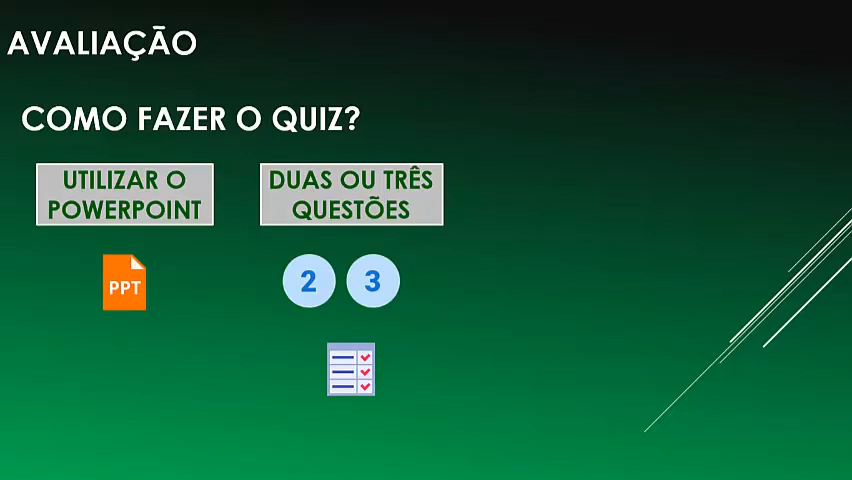 AVALIAÇÃO
COMO FAZER O QUIZ?
UTILIZAR O
POWERPOINT
DUAS OU TRÊS
QUESTÕES
PPT
2 3